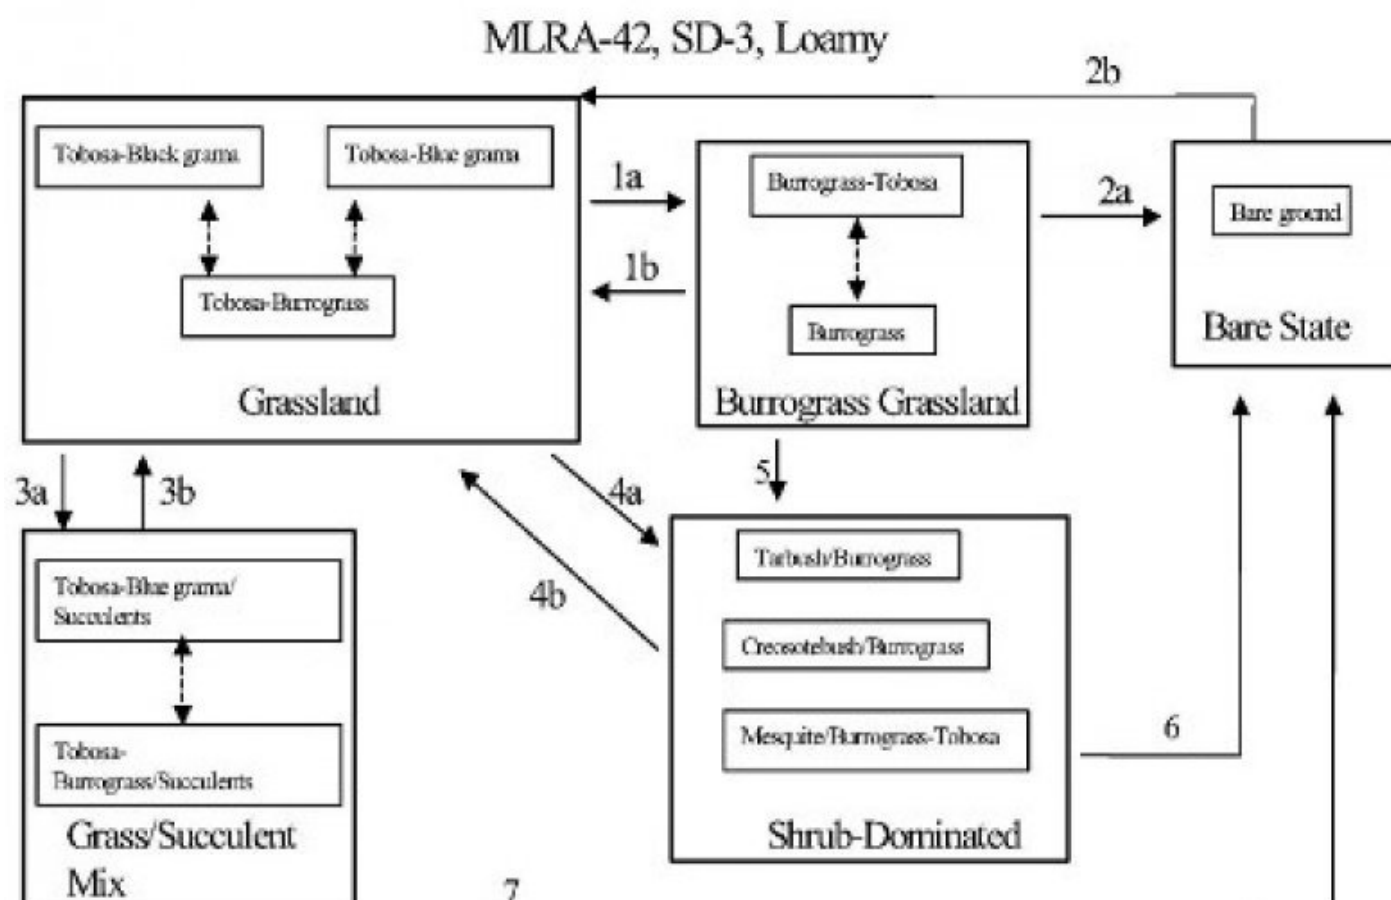 MLRA-42, SD-3, Loamy
2b
Tobosa-Black grama
Tobosa-Blue grama
Tobosa-Burrograss
Grassland
1a
1b
Burrograss-Tobosa
Burrograss
Burrograss Grassland
2a
Bare ground
Bare State
3a
3b
4a
4b
5
Tobosa-Blue grama/
Succulents
Tobosa-
Burrograss/Succulents
Grass/Succulent
Mix
Tarbush/Burrograss
Creosotebush/Burrograss
Mesquite/Burrograss-Tobosa
Shrub-Dominated
6
7